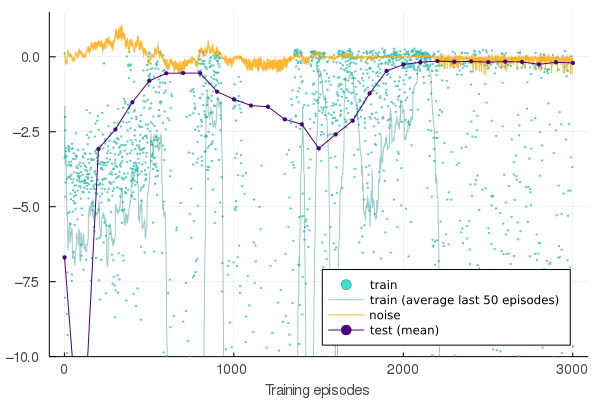 0.0
−2.5
−5.0
−7.5
−10.0
train
train (average last 50 episodes)
noise
test (mean)
0 1000 2000 3000
Training episodes